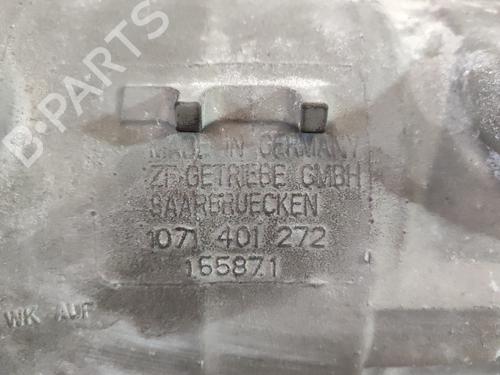 B-PARTS
MADE IN GERMANY
ZF GETRIEBE GMBH
SAARBRUECKEN
1071 401 272
165871
WK AUF